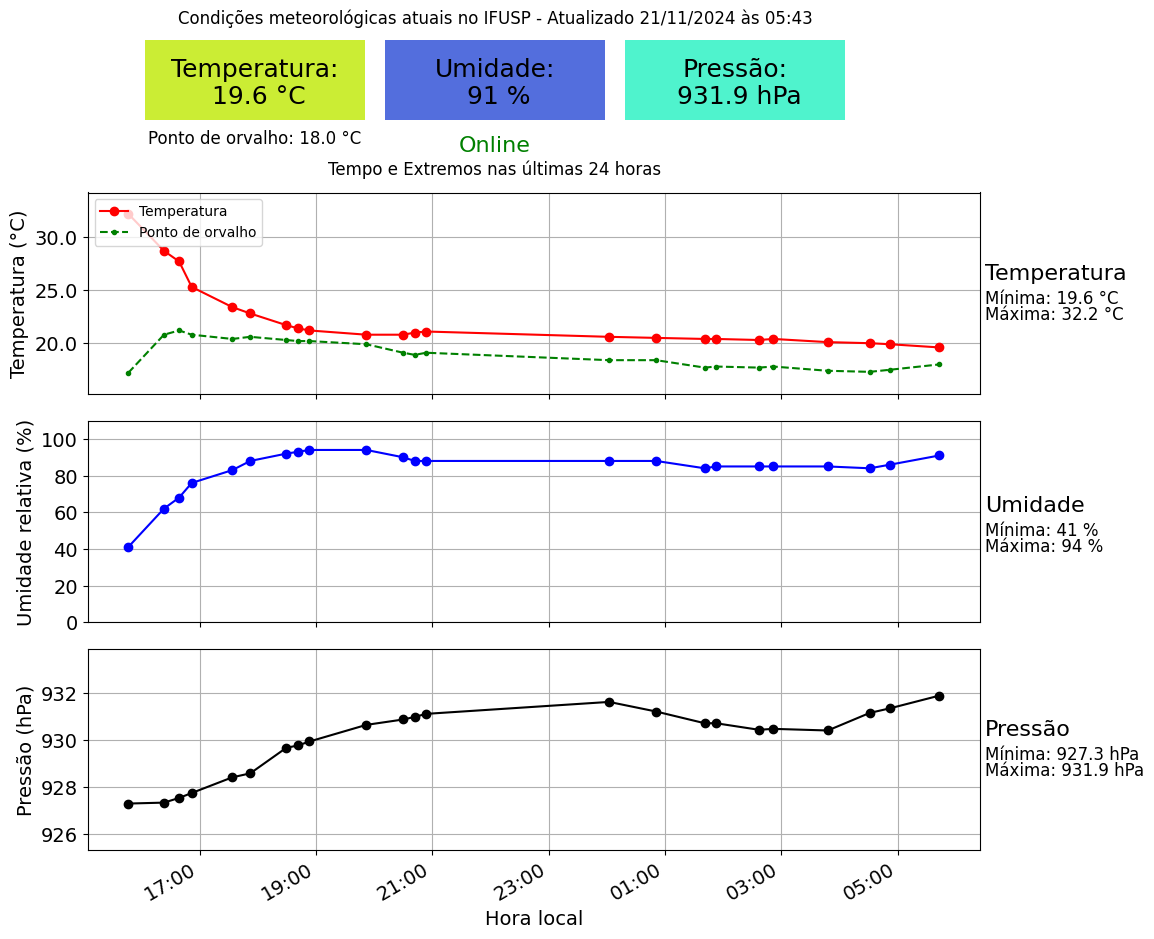 Condições meteorológicas atuais no IFUSP - Atualizado 21/11/2024 às 05:43
Temperatura:
19.6 °C
Umidade:
91 %
Pressão:
931.9 hPa
Ponto de orvalho: 18.0 °C
Online
Tempo e Extremos nas últimas 24 horas
Temperatura (°C)
30.0
25.0
20.0
Temperatura
Ponto de orvalho
Temperatura
Mínima: 19.6 °C
Máxima: 32.2 °C
Umidade relativa (%)
100
80
60
40
20
0
Umidade
Mínima: 41 %
Máxima: 94 %
Pressão (hPa)
932
930
928
926
Pressão
Mínima: 927.3 hPa
Máxima: 931.9 hPa
17:00
19:00
21:00
23:00
01:00
03:00
05:00
Hora local